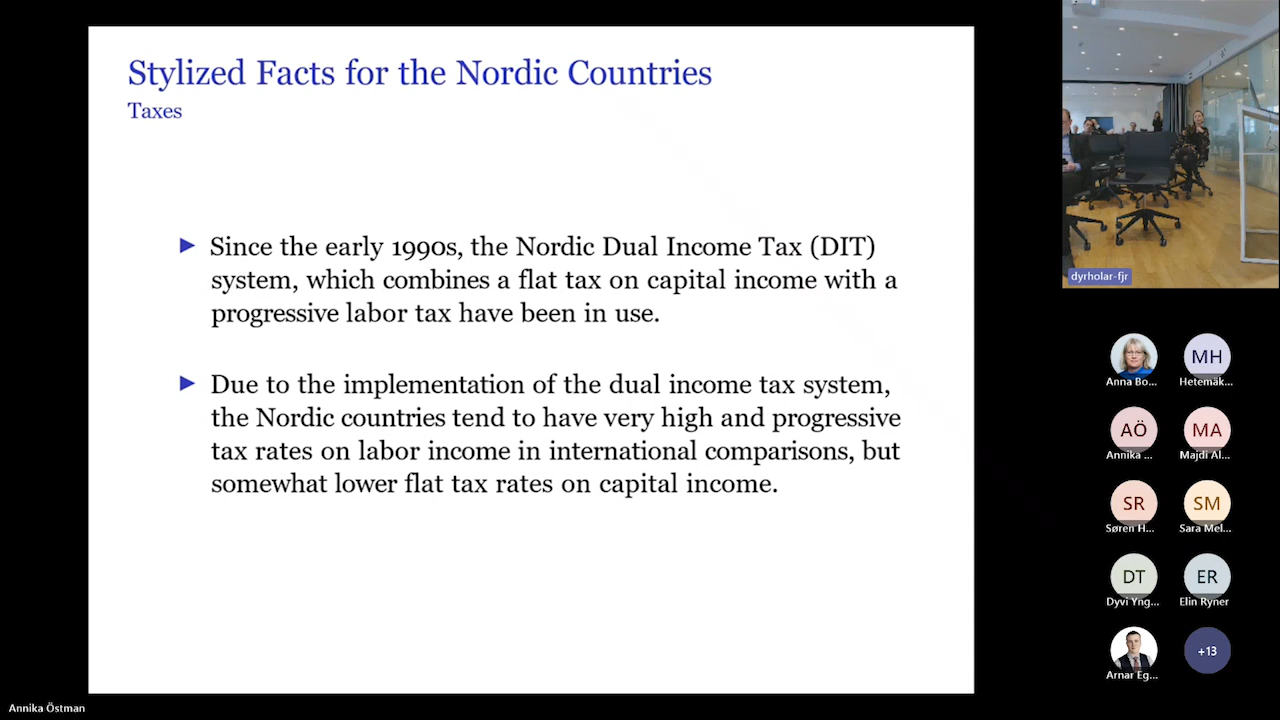 Stylized Facts for the Nordic Countries
Taxes
► Since the early 1990s, the Nordic Dual Income Tax (DIT)
system, which combines a flat tax on capital income with a
progressive labor tax have been in use.
► Due to the implementation of the dual income tax system,
the Nordic countries tend to have very high and progressive
tax rates on labor income in international comparisons, but
somewhat lower flat tax rates on capital income.
dyrholar-fjr
MH
Anna Bo...
Hetemäk...
AÖ
MA
Annika ...
Majdi Al...
SR
SM
Søren H...
Sara Mel...
DT
ER
Dyvi Yng...
Elin Ryner
+13
Arnar Eg...
Annika Östman